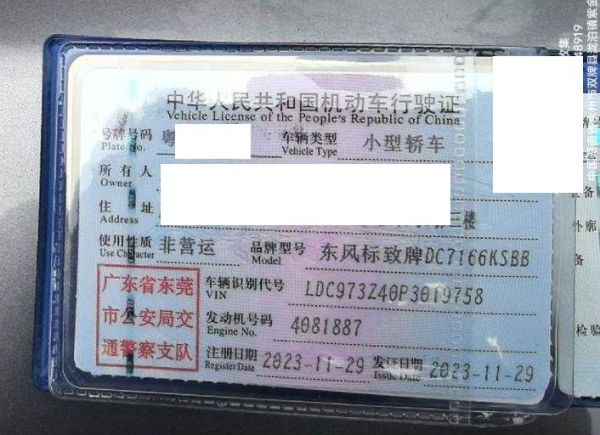 中华人民共和国机动车行驶证
Vehicle License of the People's Republic of China
号牌号码 粤 车辆类型 小型轿车
Plate No. Vehicle Type
所有人
Owner
住址 三楼
Address
使用性质 非营运 品牌型号 东风标致牌DC7166KSBB
Use Character Model
广东省东莞
市公安局交
通警察支队
车辆识别代号 LDC973Z40P3019758
VIN
发动机号码 4081887
Engine No.
注册日期 2023-11-29 发证日期 2023-11-29
Register Date Issue Date